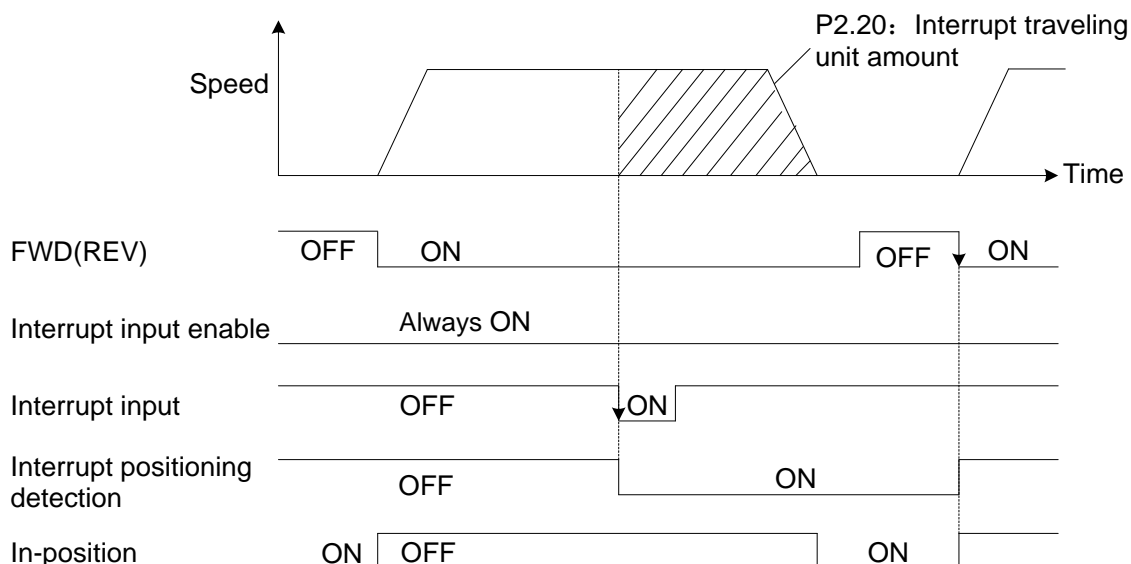 P2.20：Interrupt traveling
unit amount
Speed
Time
FWD(REV) OFF ON OFF ON
Interrupt input enable Always ON
Interrupt input OFF ON
Interrupt positioning
detection OFF ON
In-position ON OFF ON